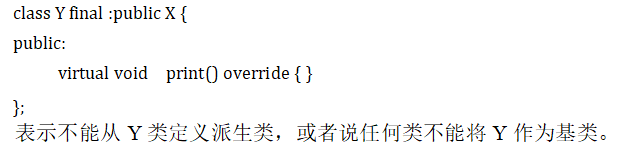 class Y final :public X {
public:
virtual void print() override { }
};
表示不能从 Y 类定义派生类，或者说任何类不能将 Y 作为基类。